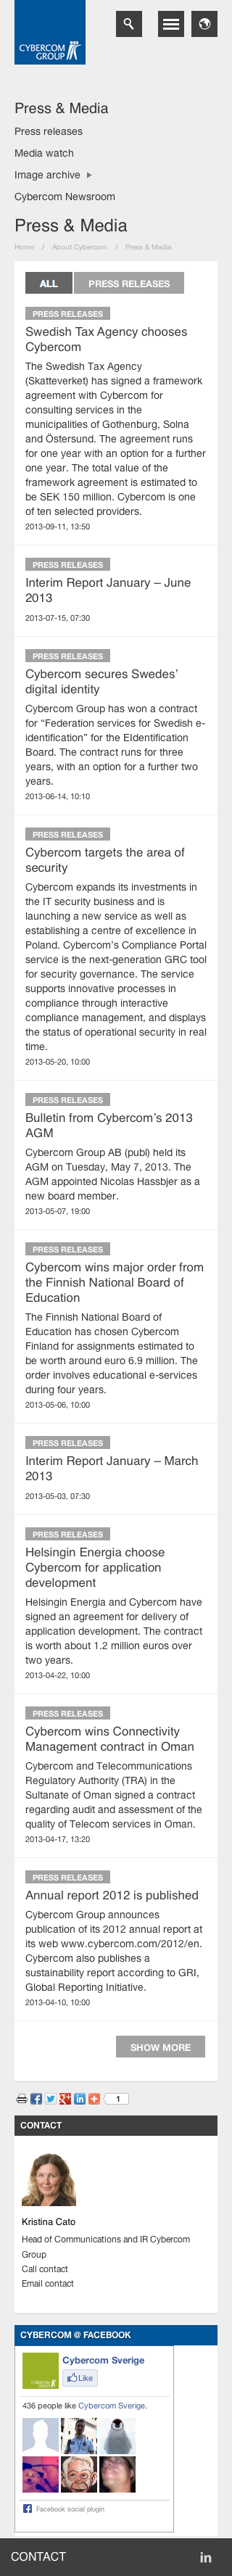 CYBERCOM
GROUP
Press & Media
Press releases
Media watch
Image archive
Cybercom Newsroom
Press & Media
Home / About Cybercom / Press & Media
ALL
PRESS RELEASES
PRESS RELEASES
Swedish Tax Agency chooses
Cybercom
The Swedish Tax Agency
(Skatteverket) has signed a framework
agreement with Cybercom for
consulting services in the
municipalities of Gothenburg, Solna
and Östersund. The agreement runs
for one year with an option for a further
one year. The total value of the
framework agreement is estimated to
be SEK 150 million. Cybercom is one
of ten selected providers.
2013-09-11, 13:50
PRESS RELEASES
Interim Report January – June
2013
2013-07-15, 07:30
PRESS RELEASES
Cybercom secures Swedes’
digital identity
Cybercom Group has won a contract
for “Federation services for Swedish e-
identification” for the EIdentification
Board. The contract runs for three
years, with an option for a further two
years.
2013-06-14, 10:10
PRESS RELEASES
Cybercom targets the area of
security
Cybercom expands its investments in
the IT security business and is
launching a new service as well as
establishing a centre of excellence in
Poland. Cybercom’s Compliance Portal
service is the next-generation GRC tool
for security governance. The service
supports innovative processes in
compliance through interactive
compliance management, and displays
the status of operational security in real
time.
2013-05-20, 10:00
PRESS RELEASES
Bulletin from Cybercom’s 2013
AGM
Cybercom Group AB (publ) held its
AGM on Tuesday, May 7, 2013. The
AGM appointed Nicolas Hassbjer as a
new board member.
2013-05-07, 19:00
PRESS RELEASES
Cybercom wins major order from
the Finnish National Board of
Education
The Finnish National Board of
Education has chosen Cybercom
Finland for assignments estimated to
be worth around euro 6.9 million. The
order involves educational e-services
during four years.
2013-05-06, 10:00
PRESS RELEASES
Interim Report January – March
2013
2013-05-03, 07:30
PRESS RELEASES
Helsingin Energia choose
Cybercom for application
development
Helsingin Energia and Cybercom have
signed an agreement for delivery of
application development. The contract
is worth about 1.2 million euros over
two years.
2013-04-22, 10:00
PRESS RELEASES
Cybercom wins Connectivity
Management contract in Oman
Cybercom and Telecommunications
Regulatory Authority (TRA) in the
Sultanate of Oman signed a contract
regarding audit and assessment of the
quality of Telecom services in Oman.
2013-04-17, 13:20
PRESS RELEASES
Annual report 2012 is published
Cybercom Group announces
publication of its 2012 annual report at
its web www.cybercom.com/2012/en.
Cybercom also publishes a
sustainability report according to GRI,
Global Reporting Initiative.
2013-04-10, 10:00
SHOW MORE
1
CONTACT
Kristina Cato
Head of Communications and IR Cybercom
Group
Call contact
Email contact
CYBERCOM @ FACEBOOK
Cybercom Sverige
Like
436 people like Cybercom Sverige.
Facebook social plugin
CONTACT
in